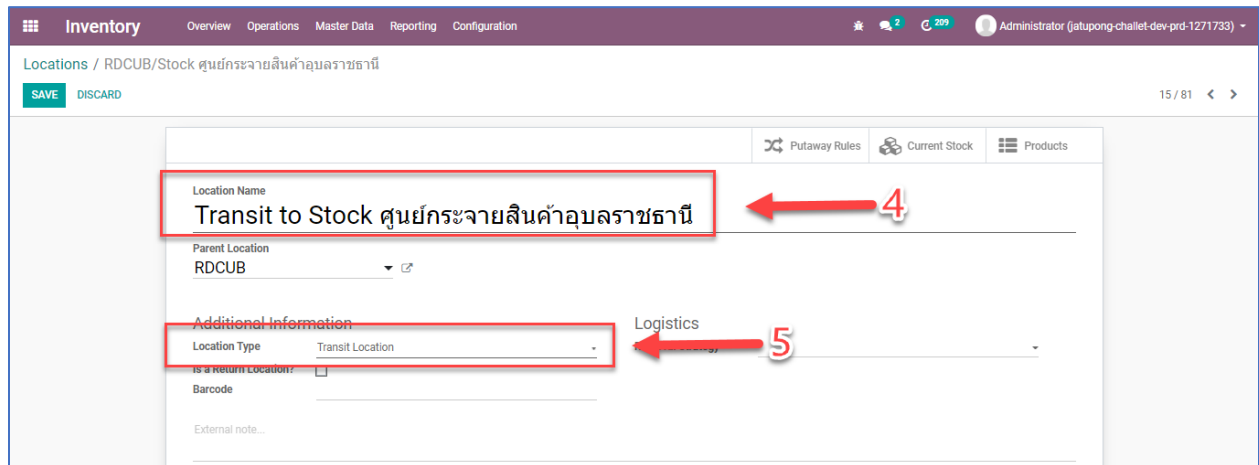 Inventory Overview Operations Master Data Reporting Configuration 2 209 Administrator (jatupong-challet-dev-prd-1271733)
Locations / RDCUB/Stock ศูนย์กระจายสินค้าอุบลราชธานี
SAVE DISCARD 15 / 81
Putaway Rules Current Stock Products
Location Name
Transit to Stock ศูนย์กระจายสินค้าอุบลราชธานี 4
Parent Location
RDCUB
Additional Information Logistics
Location Type Transit Location 5
Is a Return Location?
Barcode
External note...